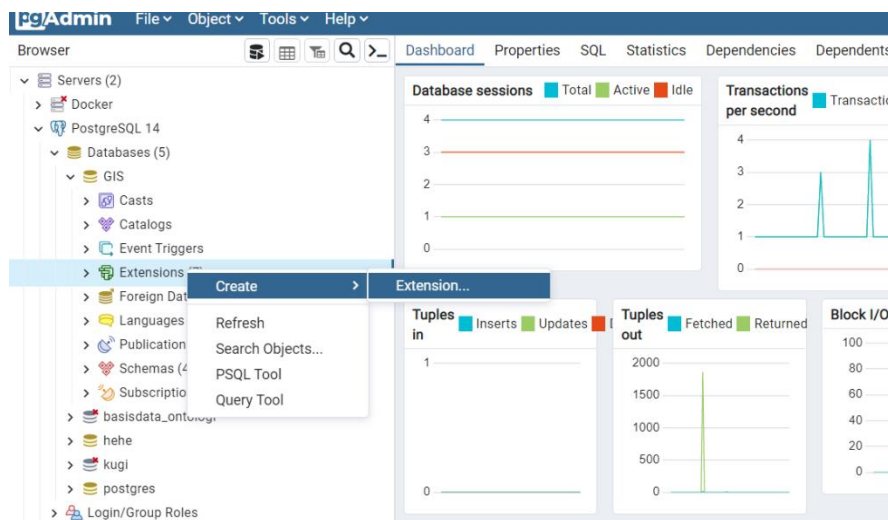 pgAdmin File Object Tools Help
Browser
Dashboard Properties SQL Statistics Dependencies Dependents
Servers (2)
Docker
PostgreSQL 14
Databases (5)
GIS
Casts
Catalogs
Event Triggers
Extensions
Foreign Dat
Languages
Publication
Schemas (4
Subscriptio
basisdata_ontologi
hehe
kugi
postgres
Login/Group Roles
Create
Extension...
Refresh
Search Objects...
PSQL Tool
Query Tool
Database sessions Total Active Idle
4
3
2
1
0
Transactions per second Transactio
4
3
2
1
0
Tuples in Inserts Updates
1
0
Tuples out Fetched Returned
2000
1500
1000
500
0
Block I/O
100
80
60
40
20
0